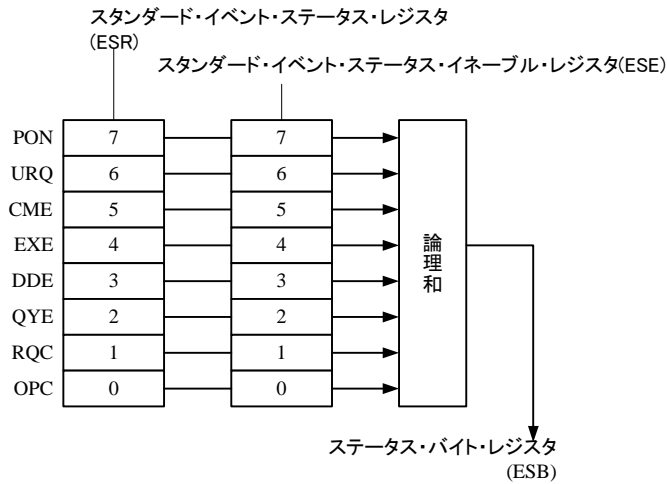 スタンダード・イベント・ステータス・レジスタ
(ESR)
スタンダード・イベント・ステータス・イネーブル・レジスタ(ESE)
PON 7 7
URQ 6 6
CME 5 5
EXE 4 4
DDE 3 3
QYE 2 2
RQC 1 1
OPC 0 0
論理和
ステータス・バイト・レジスタ
(ESB)